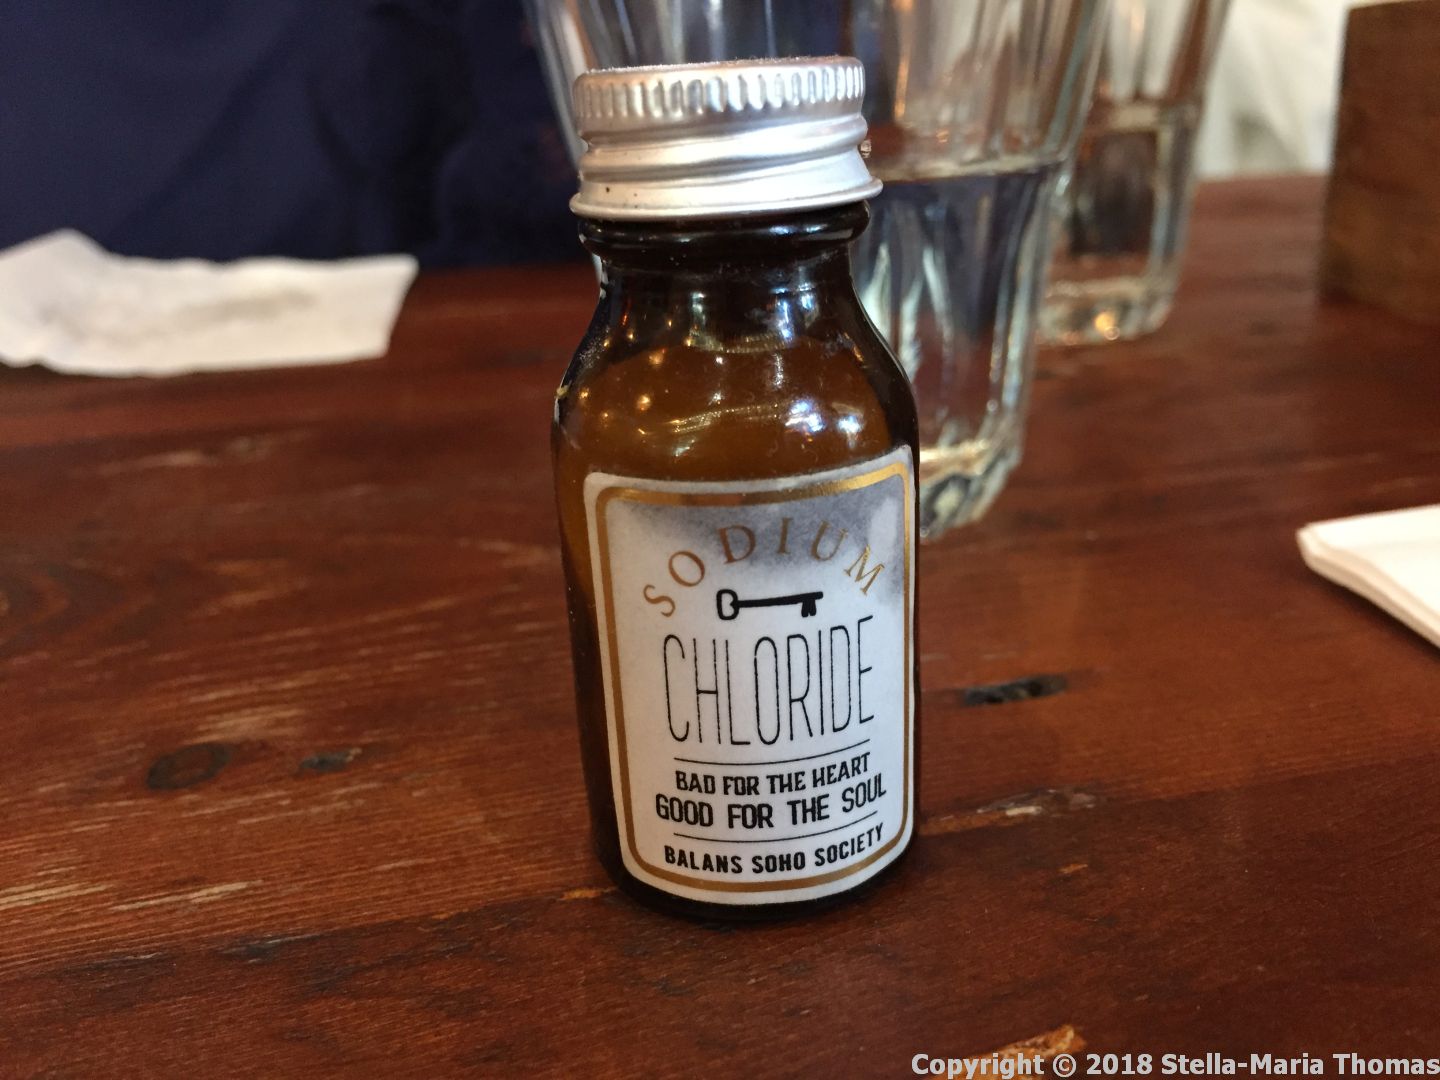 SODIUM
CHLORIDE
BAD FOR THE HEART
GOOD FOR THE SOUL
BALANS SOHO SOCIETY
Copyright © 2018 Stella-Maria Thomas